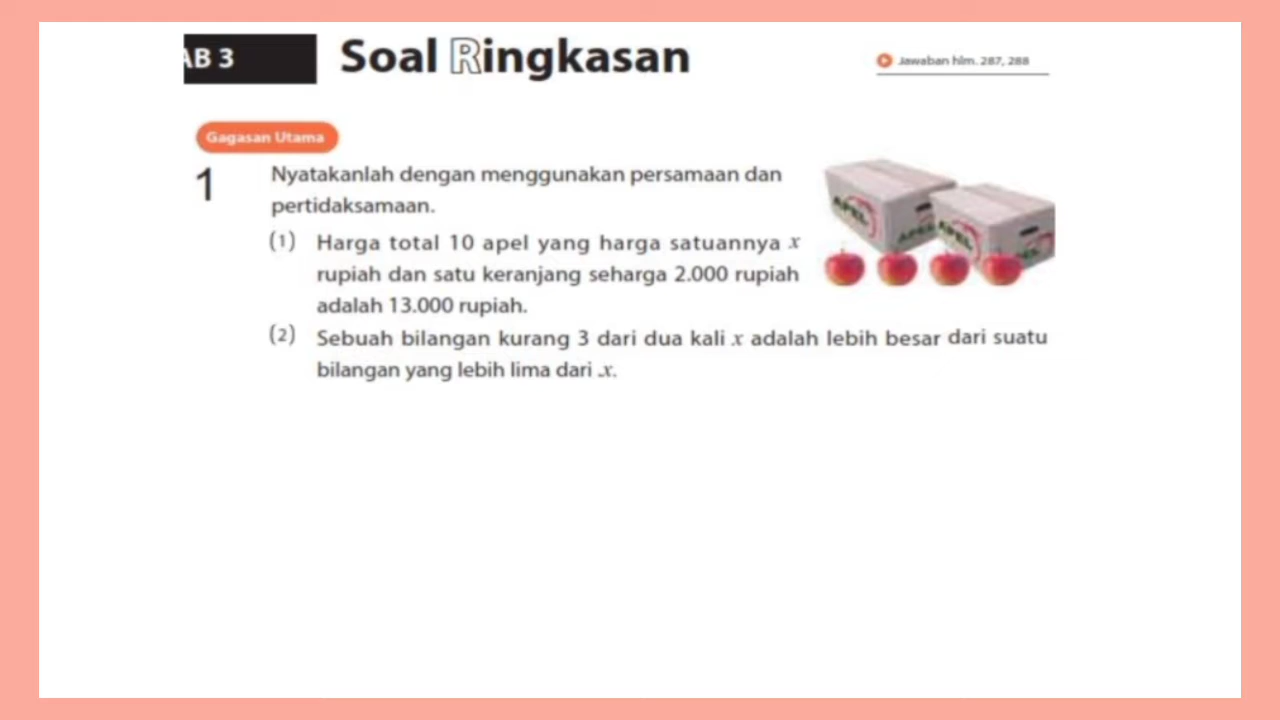 AB 3
Soal Ringkasan
Jawaban hlm. 287, 288
Gagasan Utama
1 Nyatakanlah dengan menggunakan persamaan dan
pertidaksamaan.
(1) Harga total 10 apel yang harga satuannya x
rupiah dan satu keranjang seharga 2.000 rupiah
adalah 13.000 rupiah.
(2) Sebuah bilangan kurang 3 dari dua kali x adalah lebih besar dari suatu
bilangan yang lebih lima dari x.
APEL
APEL
APEL